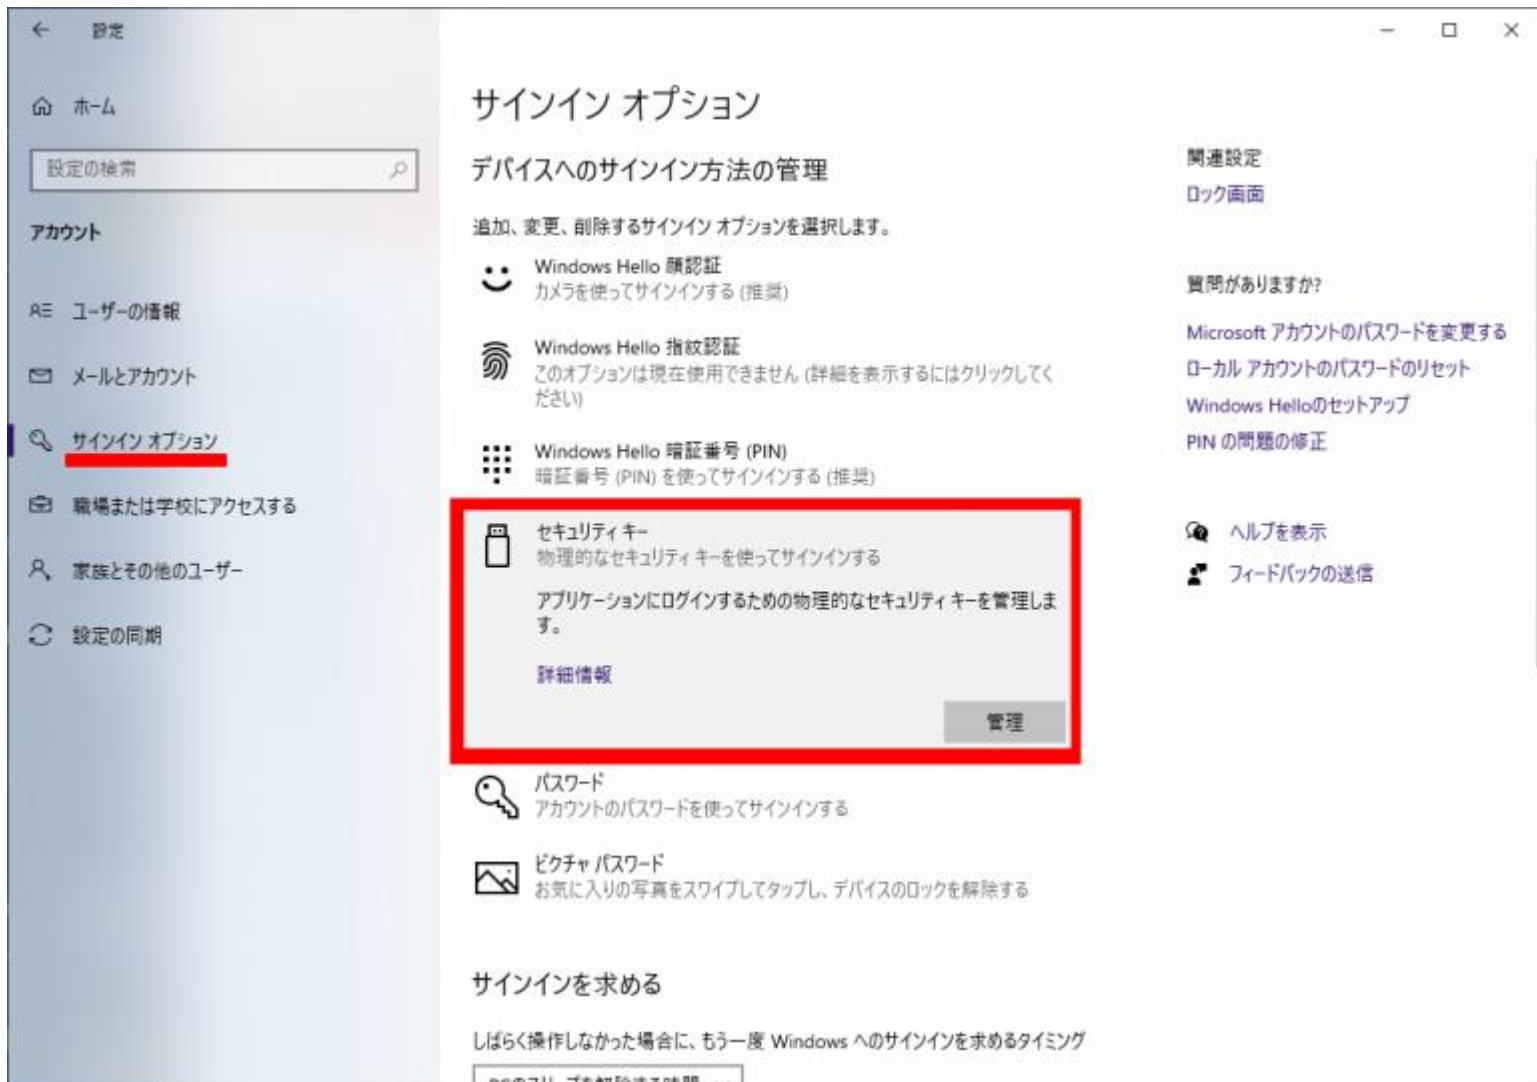 設定
ホーム
設定の検索
アカウント
ユーザーの情報
メールとアカウント
サインイン オプション
職場または学校にアクセスする
家族とその他のユーザー
設定の同期
サインイン オプション
デバイスへのサインイン方法の管理
追加、変更、削除するサインイン オプションを選択します。
Windows Hello 顔認証
カメラを使ってサインインする (推奨)
Windows Hello 指紋認証
このオプションは現在使用できません (詳細を表示するにはクリックしてく
ださい)
Windows Hello 暗証番号 (PIN)
暗証番号 (PIN) を使ってサインインする (推奨)
セキュリティ キー
物理的なセキュリティ キーを使ってサインインする
アプリケーションにログインするための物理的なセキュリティ キーを管理しま
す。
詳細情報
管理
パスワード
アカウントのパスワードを使ってサインインする
ピクチャ パスワード
お気に入りの写真をスワイプしてタップし、デバイスのロックを解除する
サインインを求める
しばらく操作しなかった場合に、もう一度 Windows へのサインインを求めるタイミング
PCのスリープを解除する時間
関連設定
ロック画面
質問がありますか?
Microsoft アカウントのパスワードを変更する
ローカル アカウントのパスワードのリセット
Windows Helloのセットアップ
PIN の問題の修正
ヘルプを表示
フィードバックの送信